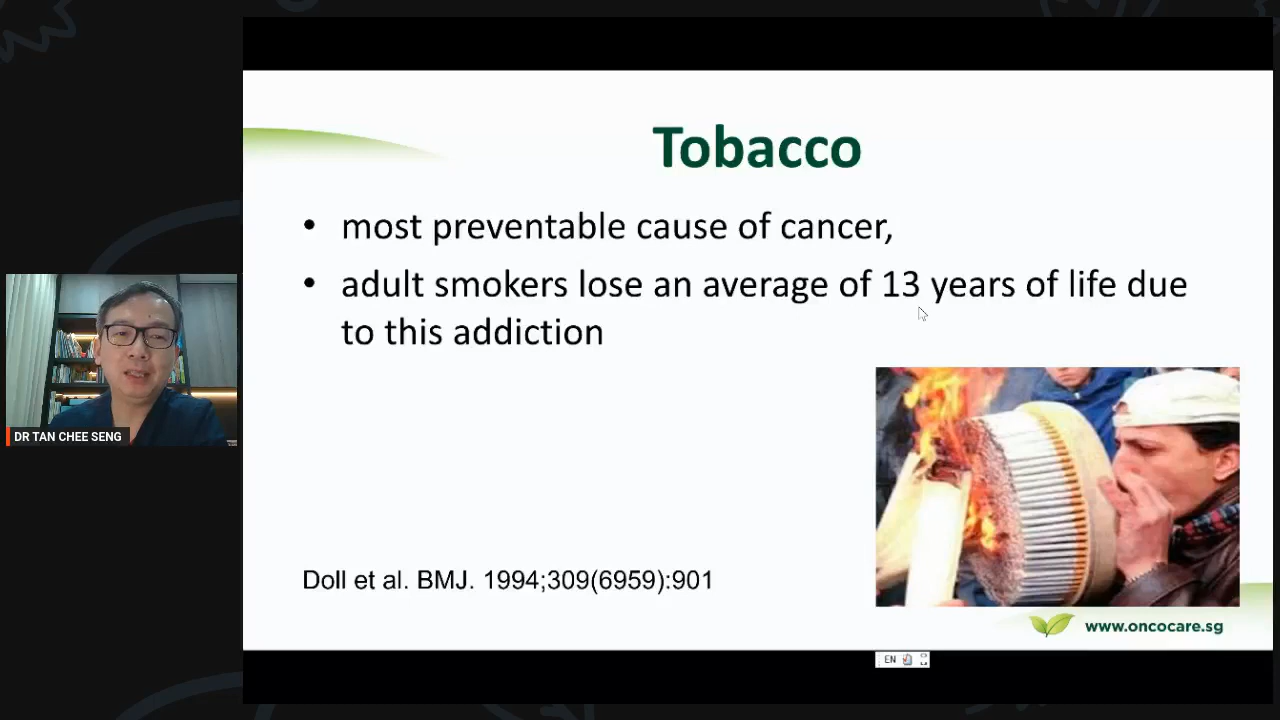 Tobacco
• most preventable cause of cancer,
• adult smokers lose an average of 13 years of life due
to this addiction
DR TAN CHEE SENG
Doll et al. BMJ. 1994;309(6959):901
www.oncocare.sg
EN